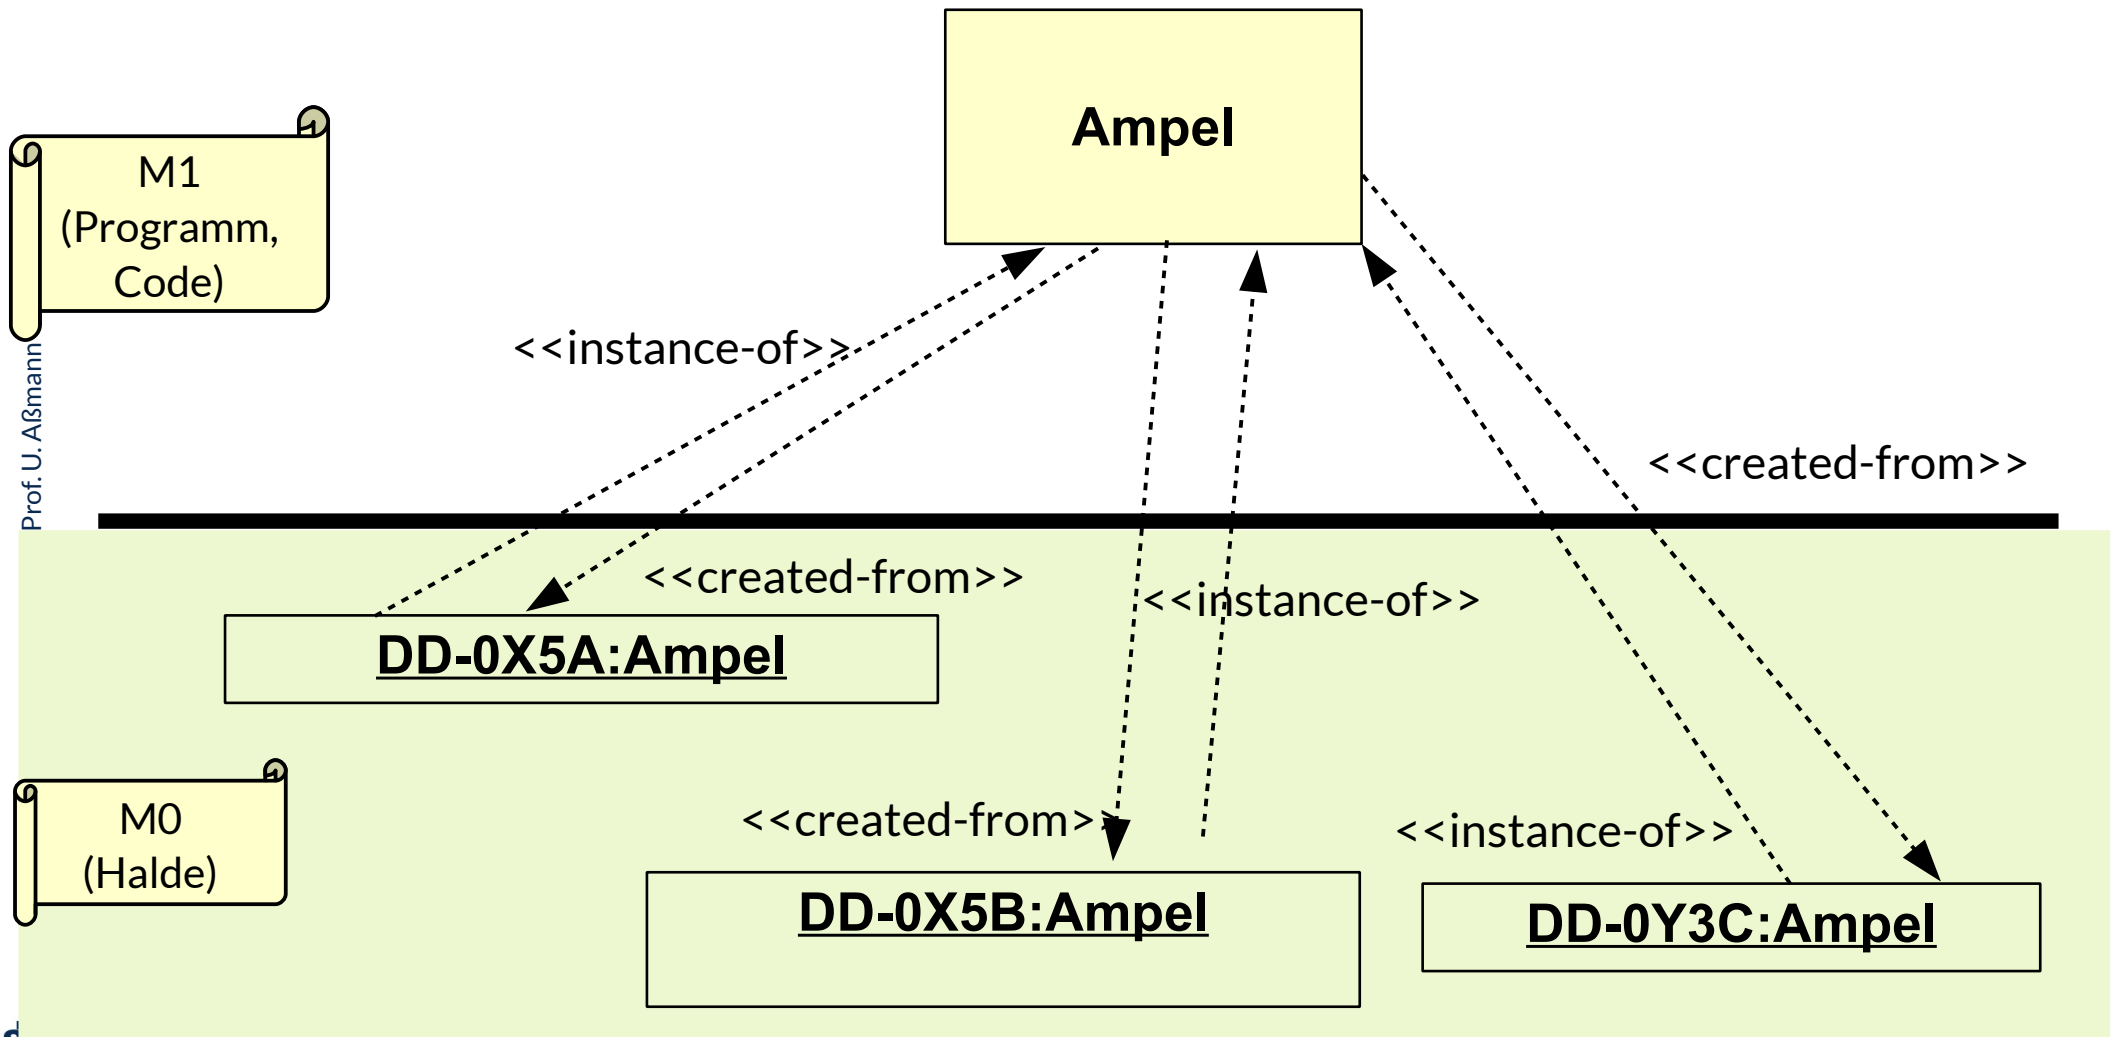 Ampel
M1
(Programm,
Code)
<<instance-of>>
Prof. U. Aßmann
<<created-from>>
<<created-from>>
<<instance-of>>
DD-0X5A:Ampel
M0
(Halde)
<<created-from>>
<<instance-of>>
DD-0X5B:Ampel
DD-0Y3C:Ampel